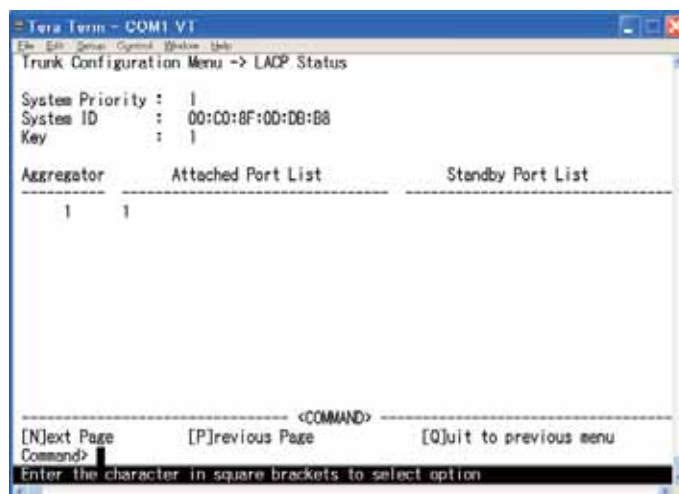 Tera Term - COM1 VT
File Edit Setup Control Window Help
Trunk Configuration Menu -> LACP Status
System Priority : 1
System ID : 00:C0:8F:0D:DB:B8
Key : 1
Aggregator Attached Port List Standby Port List
1 1
<COMMAND>
[N]ext Page [P]revious Page [Q]uit to previous menu
Command>
Enter the character in square brackets to select option